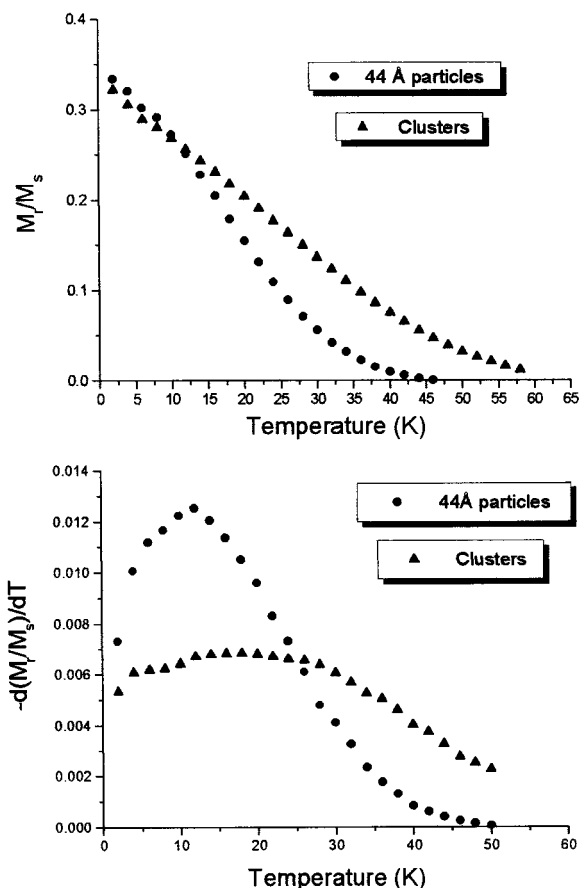 0.4
0.3
0.2
0.1
0.0
Mr/Ms
● 44 Å particles
▲ Clusters
0 5 10 15 20 25 30 35 40 45 50 55 60 65
Temperature (K)
0.014
0.012
0.010
0.008
0.006
0.004
0.002
0.000
-d(Mr/Ms)/dT
● 44Å particles
▲ Clusters
0 10 20 30 40 50 60
Temperature (K)